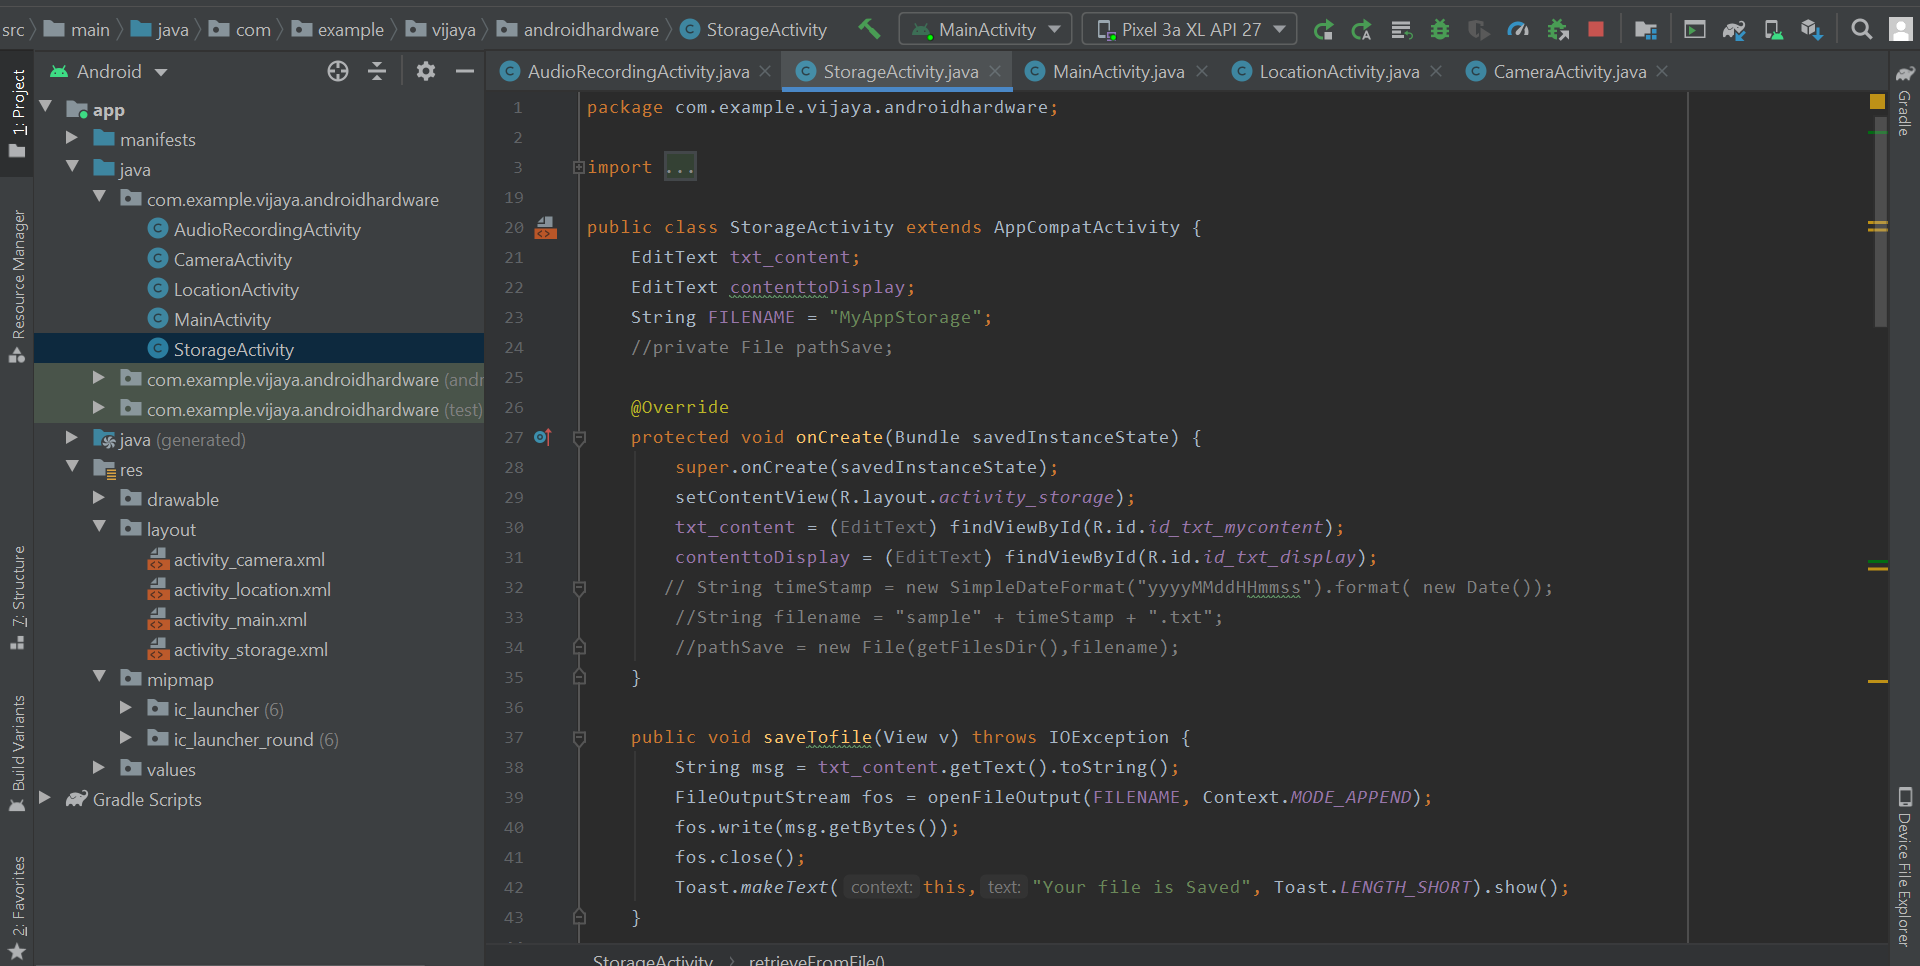 src main java com example vijaya androidhardware StorageActivity MainActivity Pixel 3a XL API 27
Android
AudioRecordingActivity.java StorageActivity.java MainActivity.java LocationActivity.java CameraActivity.java
1: Project
Resource Manager
7: Structure
Build Variants
2: Favorites
app
manifests
java
com.example.vijaya.androidhardware
AudioRecordingActivity
CameraActivity
LocationActivity
MainActivity
StorageActivity
com.example.vijaya.androidhardware (andr
com.example.vijaya.androidhardware (test)
java (generated)
res
drawable
layout
activity_camera.xml
activity_location.xml
activity_main.xml
activity_storage.xml
mipmap
ic_launcher (6)
ic_launcher_round (6)
values
Gradle Scripts
1 package com.example.vijaya.androidhardware;
2
3 import ...
19
20 public class StorageActivity extends AppCompatActivity {
21 EditText txt_content;
22 EditText contenttoDisplay;
23 String FILENAME = "MyAppStorage";
24 //private File pathSave;
25
26 @Override
27 protected void onCreate(Bundle savedInstanceState) {
28 super.onCreate(savedInstanceState);
29 setContentView(R.layout.activity_storage);
30 txt_content = (EditText) findViewById(R.id.id_txt_mycontent);
31 contenttoDisplay = (EditText) findViewById(R.id.id_txt_display);
32 // String timeStamp = new SimpleDateFormat("yyyyMMddHHmmss").format( new Date());
33 //String filename = "sample" + timeStamp + ".txt";
34 //pathSave = new File(getFilesDir(),filename);
35 }
36
37 public void saveTofile(View v) throws IOException {
38 String msg = txt_content.getText().toString();
39 FileOutputStream fos = openFileOutput(FILENAME, Context.MODE_APPEND);
40 fos.write(msg.getBytes());
41 fos.close();
42 Toast.makeText( context: this, text: "Your file is Saved", Toast.LENGTH_SHORT).show();
43 }
StorageActivity > retrieveFromFile()
Gradle
Device File Explorer